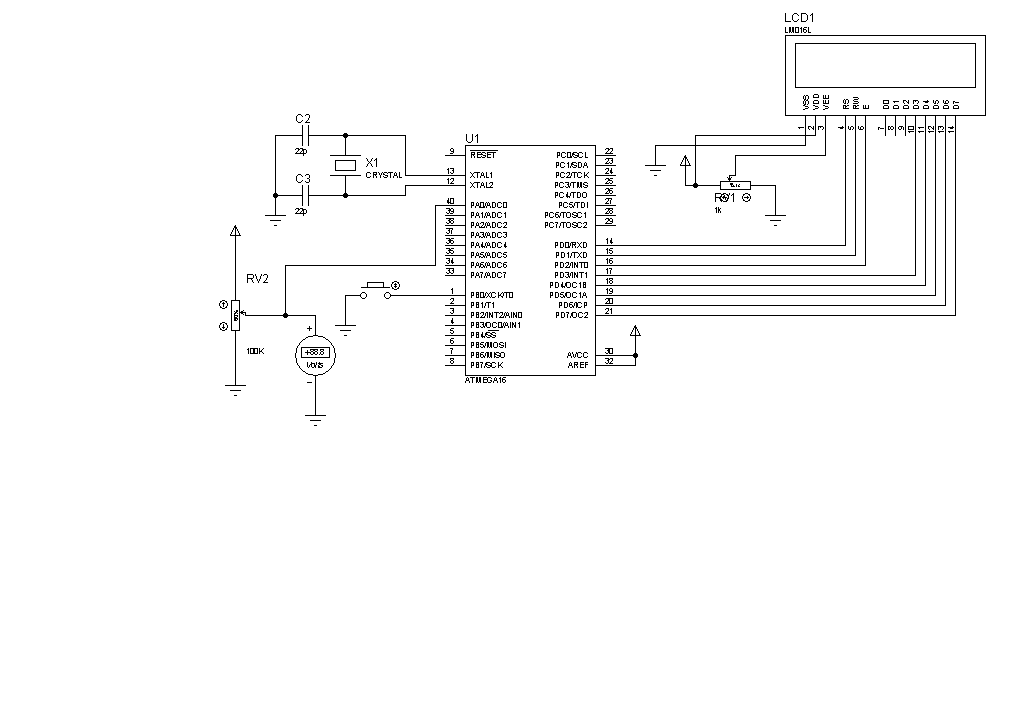 LCD1
LM016L
VSS VDD VEE RS RW E D0 D1 D2 D3 D4 D5 D6 D7
1 2 3 4 5 6 7 8 9 10 11 12 13 14
C2
22p
X1
CRYSTAL
C3
22p
U1
9 RESET
13 XTAL1
12 XTAL2
40 PA0/ADC0
39 PA1/ADC1
38 PA2/ADC2
37 PA3/ADC3
36 PA4/ADC4
35 PA5/ADC5
34 PA6/ADC6
33 PA7/ADC7
1 PB0/XCK/T0
2 PB1/T1
3 PB2/INT2/AIN0
4 PB3/OC0/AIN1
5 PB4/SS
6 PB5/MOSI
7 PB6/MISO
8 PB7/SCK
PC0/SCL 22
PC1/SDA 23
PC2/TCK 24
PC3/TMS 25
PC4/TDO 26
PC5/TDI 27
PC6/TOSC1 28
PC7/TOSC2 29
PD0/RXD 14
PD1/TXD 15
PD2/INT0 16
PD3/INT1 17
PD4/OC1B 18
PD5/OC1A 19
PD6/ICP 20
PD7/OC2 21
AVCC 30
AREF 32
ATMEGA16
RV1
1k
RV2
100K
+
+88.8
Volts
−